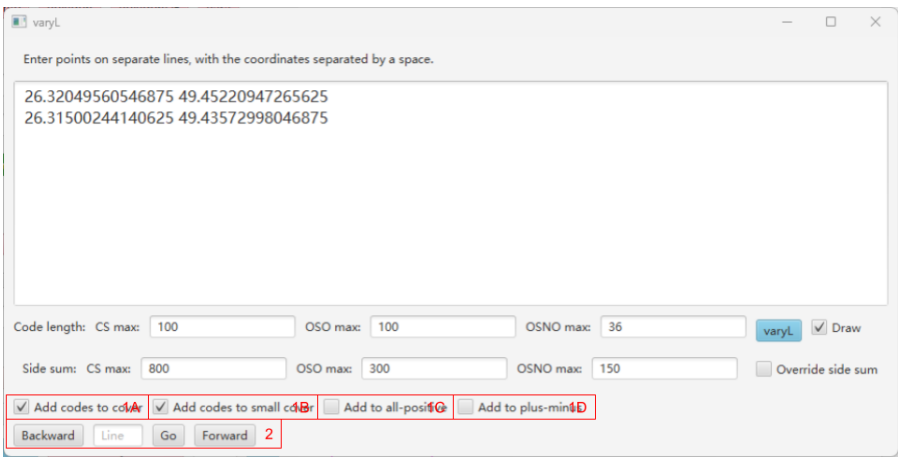 varyL
Enter points on separate lines, with the coordinates separated by a space.
26.32049560546875 49.45220947265625
26.31500244140625 49.43572998046875
Code length: CS max: 100 OSO max: 100 OSNO max: 36 varyL Draw
Side sum: CS max: 800 OSO max: 300 OSNO max: 150 Override side sum
Add codes to cover 1A Add codes to small cover 1B Add to all-positive 1C Add to plus-minus 1D
Backward Line Go Forward 2